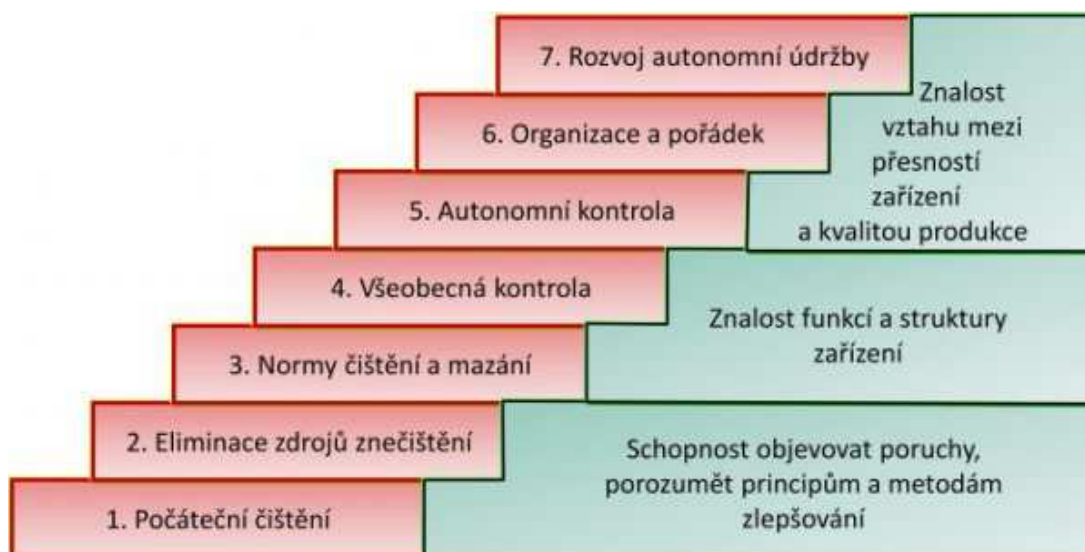 7. Rozvoj autonomní údržby
6. Organizace a pořádek
5. Autonomní kontrola
4. Všeobecná kontrola
3. Normy čištění a mazání
2. Eliminace zdrojů znečištění
1. Počáteční čištění
Znalost
vztahu mezi
přesností
zařízení
a kvalitou produkce
Znalost funkcí a struktury
zařízení
Schopnost objevovat poruchy,
porozumět principům a metodám
zlepšování